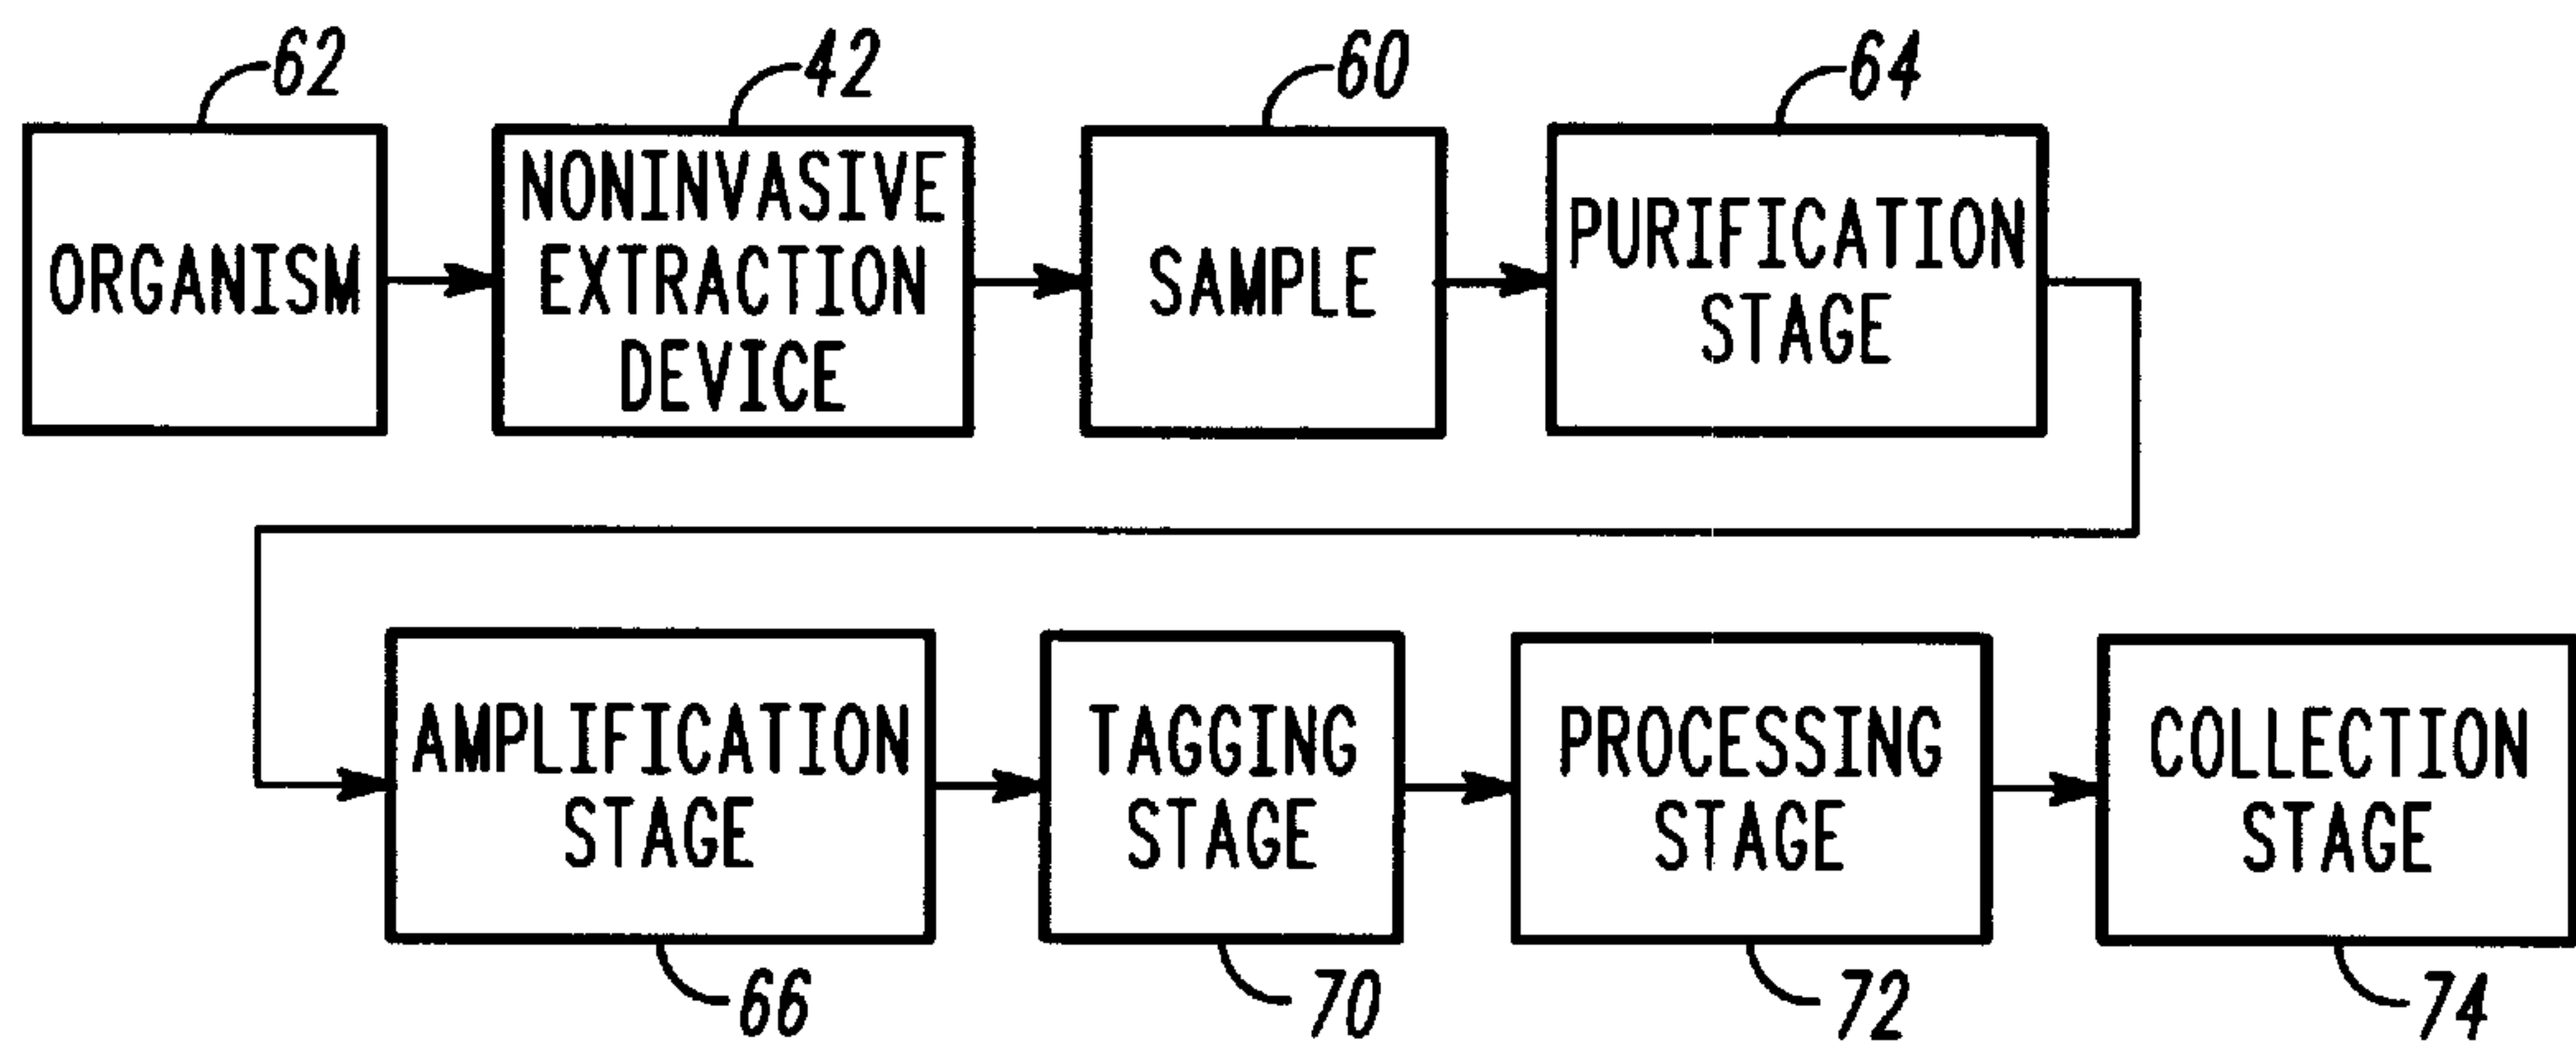 62
42
60
64
ORGANISM
NONINVASIVE
EXTRACTION
DEVICE
SAMPLE
PURIFICATION
STAGE
AMPLIFICATION
STAGE
TAGGING
STAGE
PROCESSING
STAGE
COLLECTION
STAGE
66
70
72
74